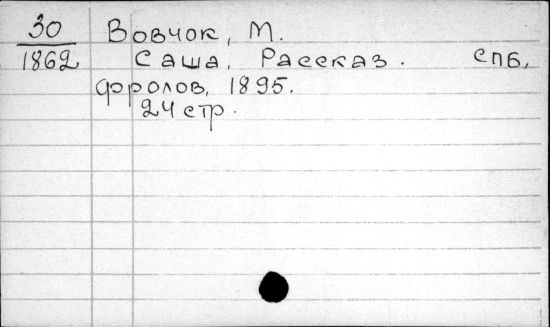 30 Вовчок, М.
1862 Саша. Рассказ. СПб,
Фролов, 1895.
24 стр.